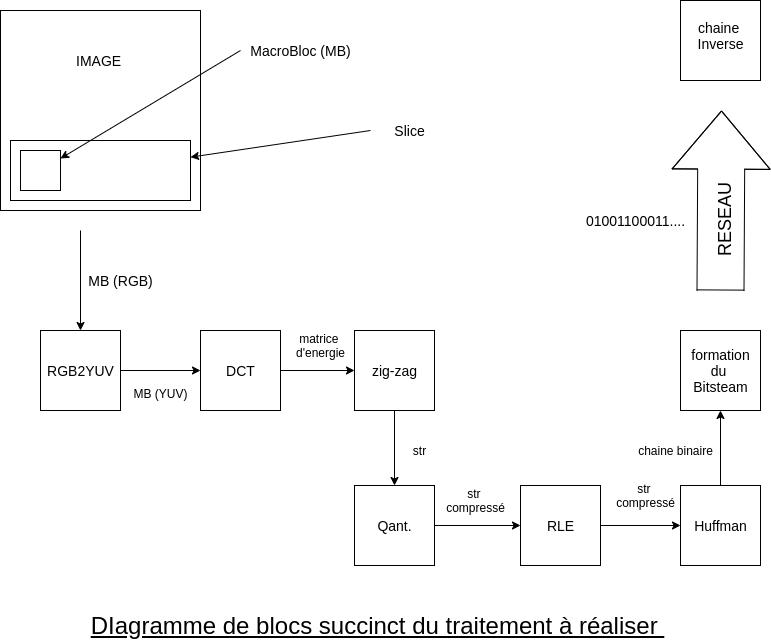 chaine
Inverse
MacroBloc (MB)
IMAGE
Slice
RESEAU
01001100011....
MB (RGB)
matrice
d'energie
RGB2YUV
DCT
zig-zag
formation
du
Bitsteam
MB (YUV)
str
chaine binaire
str
compressé
str
compressé
Qant.
RLE
Huffman
DIagramme de blocs succinct du traitement à réaliser